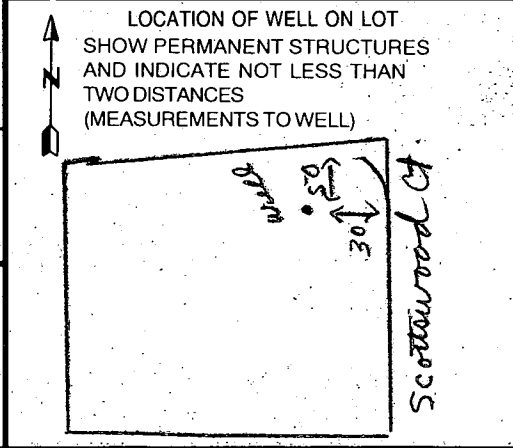 LOCATION OF WELL ON LOT
SHOW PERMANENT STRUCTURES
AND INDICATE NOT LESS THAN
TWO DISTANCES
(MEASUREMENTS TO WELL)
N
well
50
30
Scottswood Ct.